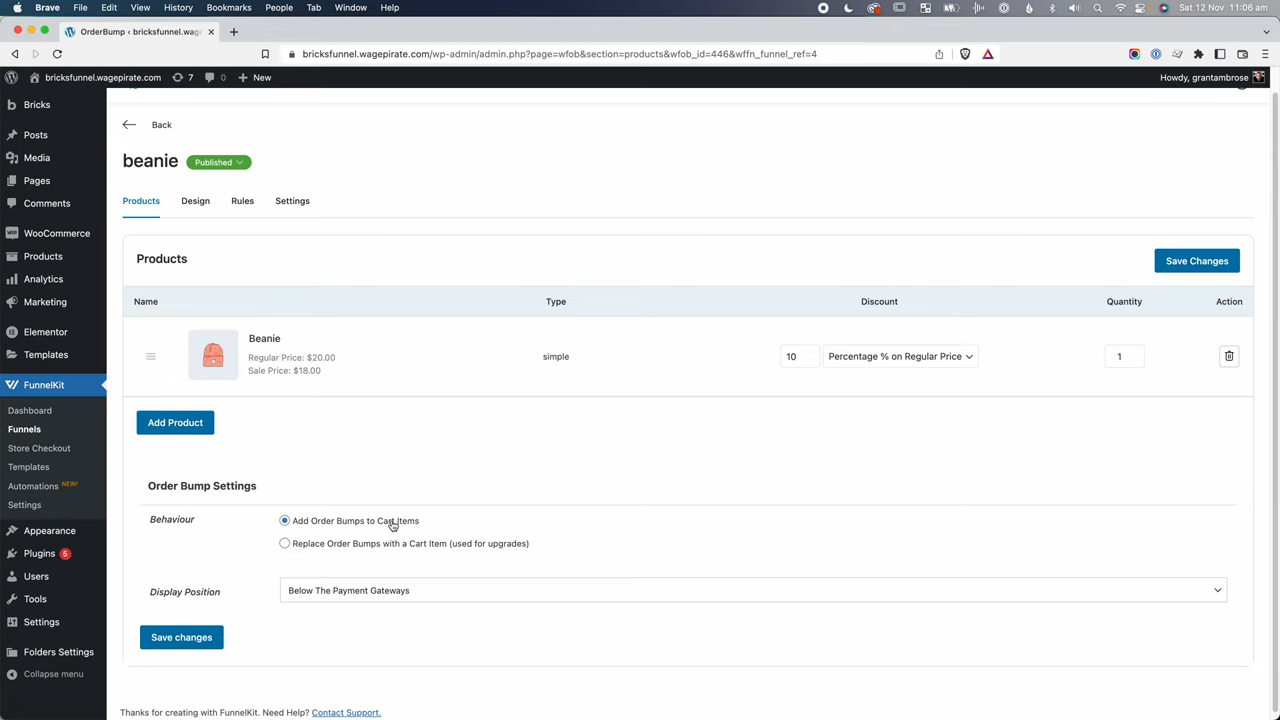 Brave File Edit View History Bookmarks People Tab Window Help Sat 12 Nov 11:06 am
OrderBump ‹ bricksfunnel.wagep
bricksfunnel.wagepirate.com/wp-admin/admin.php?page=wfob&section=products&wfob_id=446&wffn_funnel_ref=4
bricksfunnel.wagepirate.com 7 0 New Howdy, grantambrose
Bricks
Posts
Media
Pages
Comments
WooCommerce
Products
Analytics
Marketing
Elementor
Templates
FunnelKit
Dashboard
Funnels
Store Checkout
Templates
Automations NEW!
Settings
Appearance
Plugins 5
Users
Tools
Settings
Folders Settings
Collapse menu
Back
beanie Published
Products Design Rules Settings
Products Save Changes
Name Type Discount Quantity Action
Beanie
Regular Price: $20.00
Sale Price: $18.00
simple 10 Percentage % on Regular Price 1
Add Product
Order Bump Settings
Behaviour Add Order Bumps to Cart Items
Replace Order Bumps with a Cart Item (used for upgrades)
Display Position Below The Payment Gateways
Save changes
Thanks for creating with FunnelKit. Need Help? Contact Support.